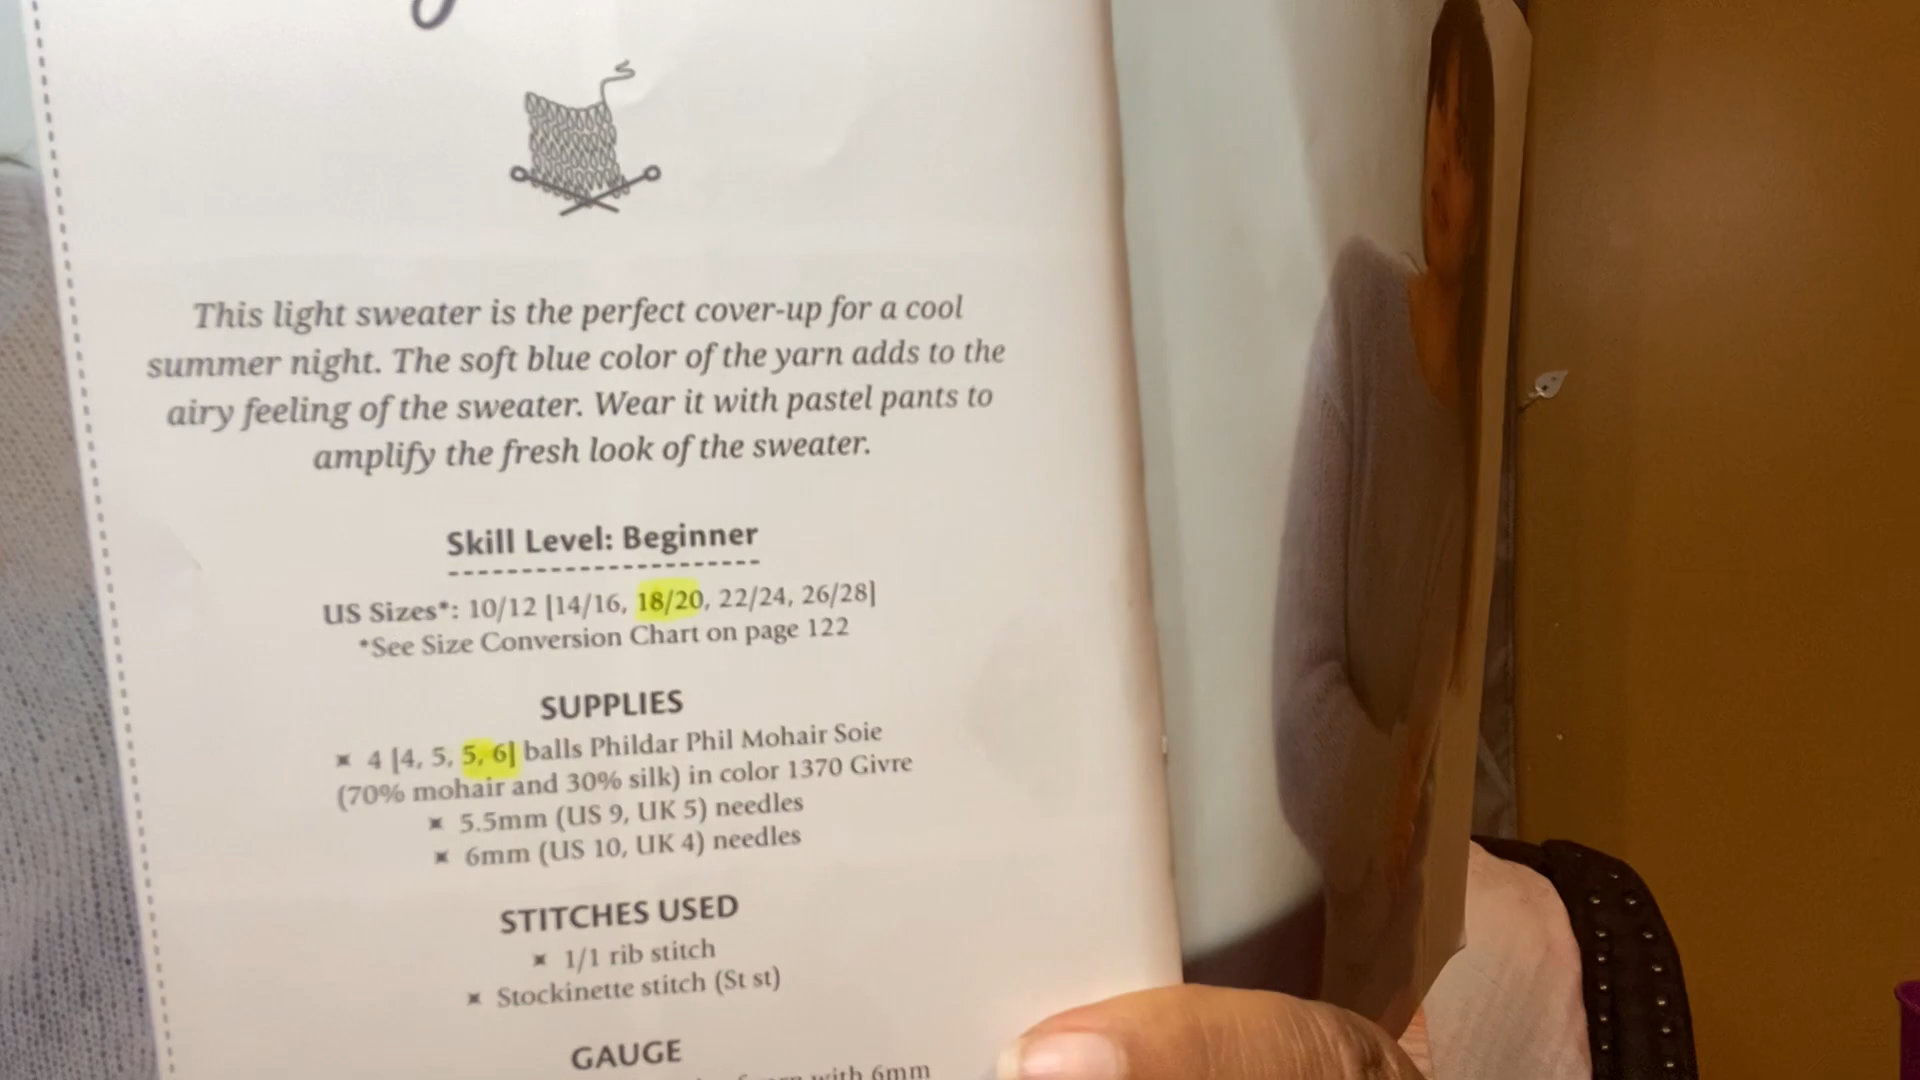 This light sweater is the perfect cover-up for a cool
summer night. The soft blue color of the yarn adds to the
airy feeling of the sweater. Wear it with pastel pants to
amplify the fresh look of the sweater.
Skill Level: Beginner
US Sizes*: 10/12 [14/16, 18/20, 22/24, 26/28]
*See Size Conversion Chart on page 122
SUPPLIES
¤ 4 [4, 5, 5, 6] balls Phildar Phil Mohair Soie
(70% mohair and 30% silk) in color 1370 Givre
¤ 5.5mm (US 9, UK 5) needles
¤ 6mm (US 10, UK 4) needles
STITCHES USED
¤ 1/1 rib stitch
¤ Stockinette stitch (St st)
GAUGE
with 6mm